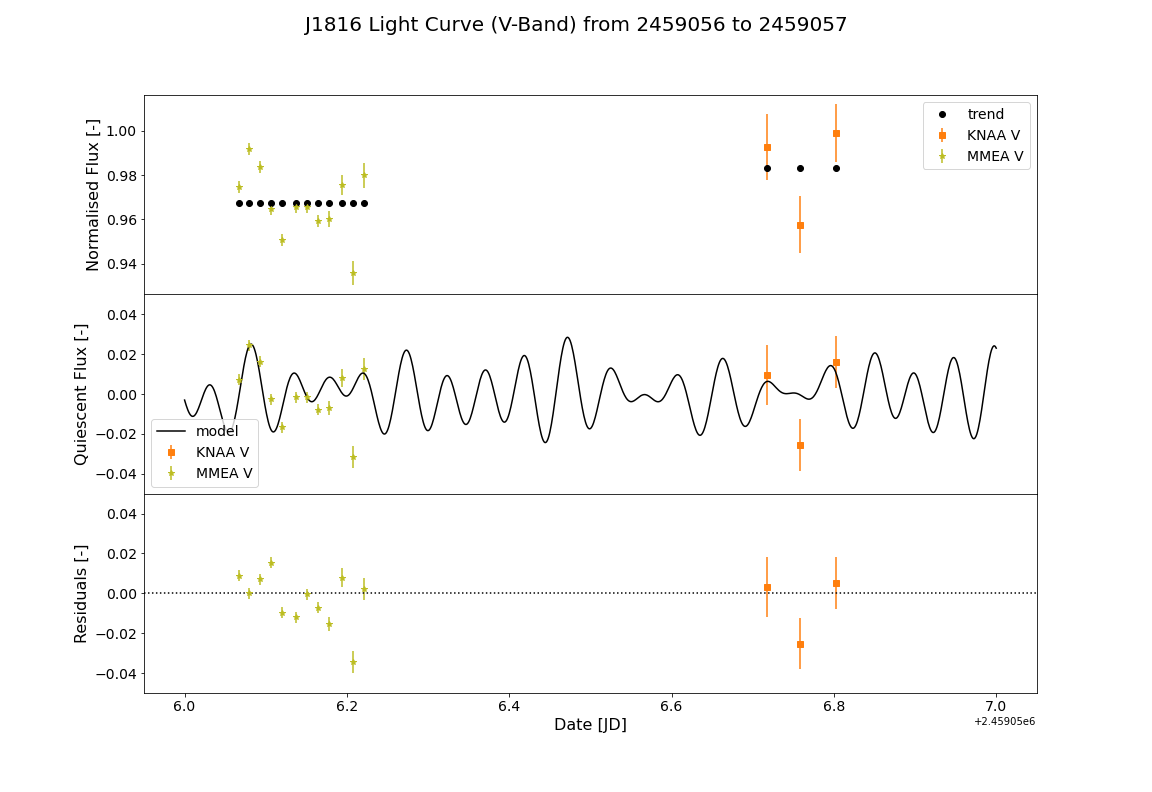 J1816 Light Curve (V-Band) from 2459056 to 2459057
Normalised Flux [-]
1.00
0.98
0.96
0.94
trend
KNAA V
MMEA V
Quiescent Flux [-]
0.04
0.02
0.00
−0.02
−0.04
model
KNAA V
MMEA V
Residuals [-]
0.04
0.02
0.00
−0.02
−0.04
6.0 6.2 6.4 6.6 6.8 7.0
+2.45905e6
Date [JD]